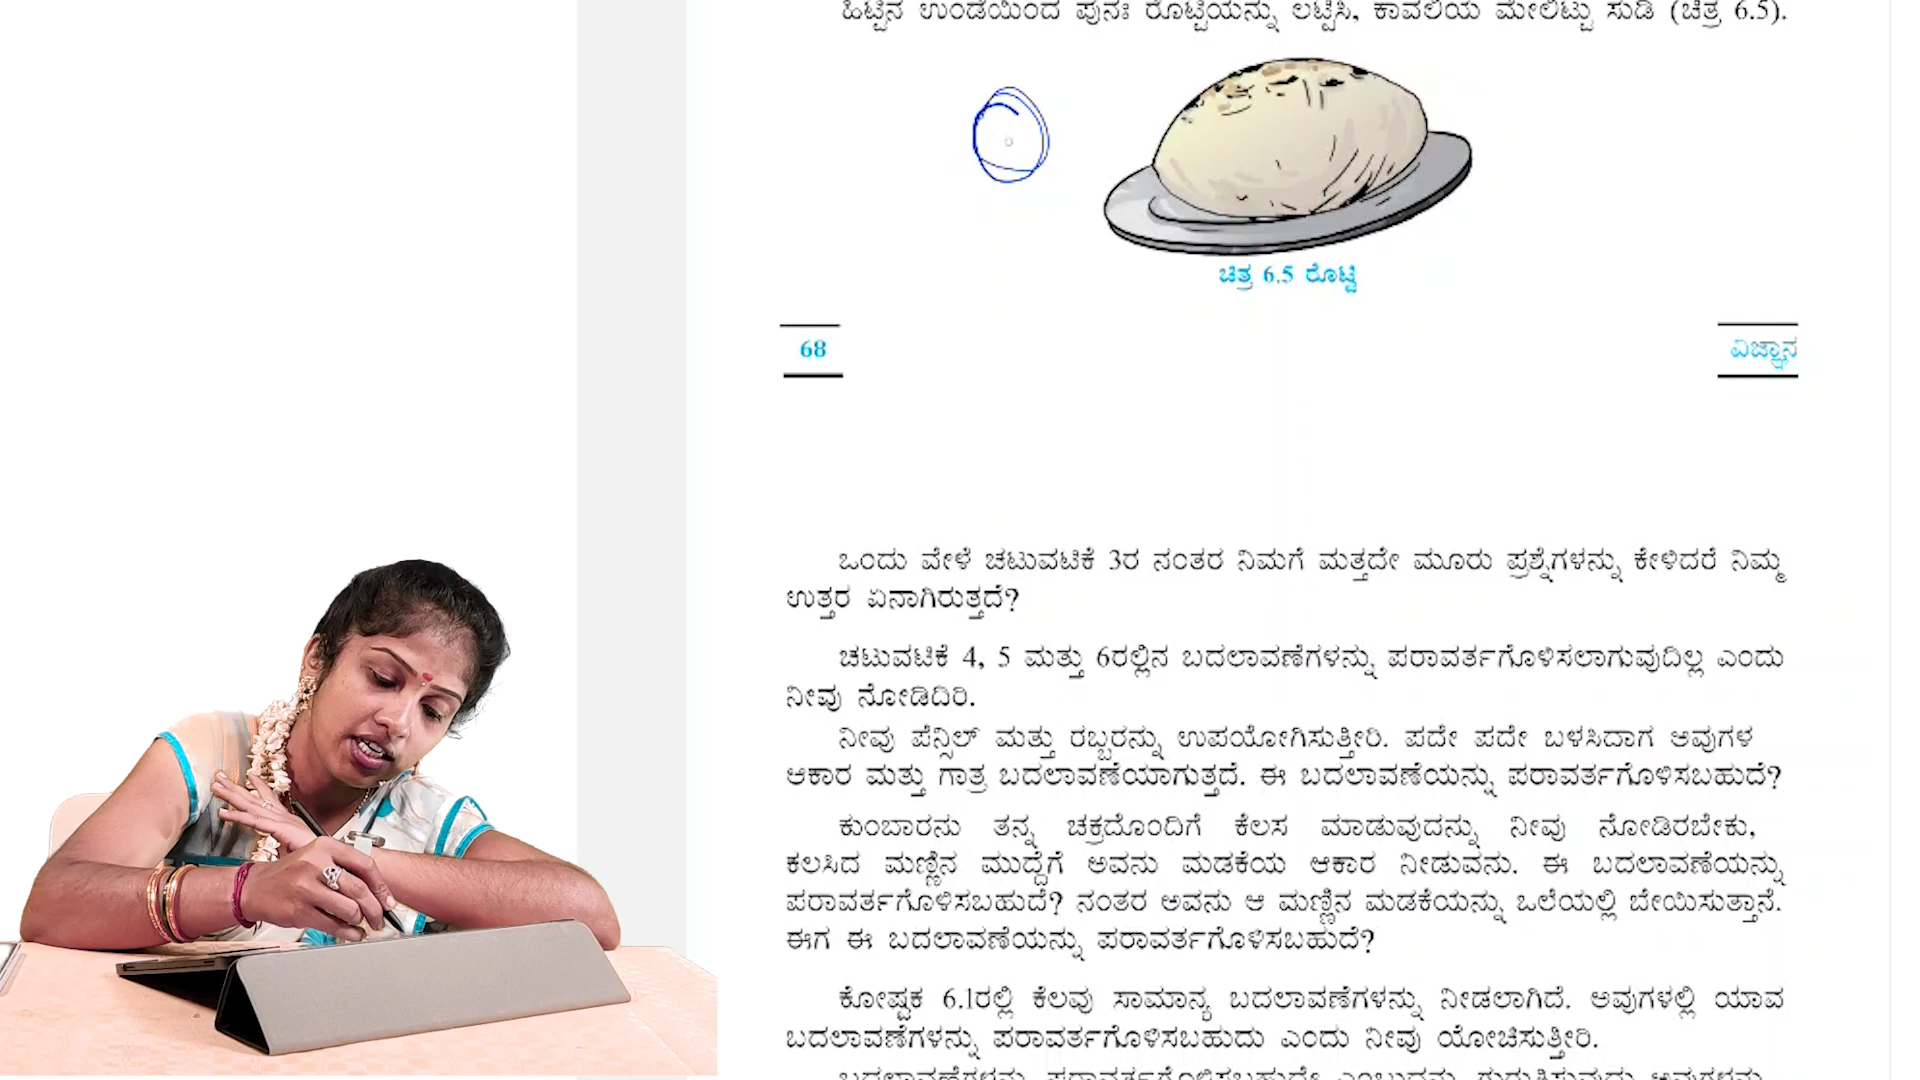 ಹಿಟ್ಟಿನ ಉಂಡೆಯಿಂದ ಪುನಃ ರೊಟ್ಟಿಯನ್ನು ಲಟ್ಟಿಸಿ, ಕಾವಲಿಯ ಮೇಲಿಟ್ಟು ಸುಡಿ (ಚಿತ್ರ 6.5).
ಚಿತ್ರ 6.5 ರೊಟ್ಟಿ
68
ವಿಜ್ಞಾನ
ಒಂದು ವೇಳೆ ಚಟುವಟಿಕೆ 3ರ ನಂತರ ನಿಮಗೆ ಮತ್ತದೇ ಮೂರು ಪ್ರಶ್ನೆಗಳನ್ನು ಕೇಳಿದರೆ ನಿಮ್ಮ
ಉತ್ತರ ಏನಾಗಿರುತ್ತದೆ?
ಚಟುವಟಿಕೆ 4, 5 ಮತ್ತು 6ರಲ್ಲಿನ ಬದಲಾವಣೆಗಳನ್ನು ಪರಾವರ್ತಗೊಳಿಸಲಾಗುವುದಿಲ್ಲ ಎಂದು
ನೀವು ನೋಡಿದಿರಿ.
ನೀವು ಪೆನ್ಸಿಲ್ ಮತ್ತು ರಬ್ಬರನ್ನು ಉಪಯೋಗಿಸುತ್ತೀರಿ. ಪದೇ ಪದೇ ಬಳಸಿದಾಗ ಅವುಗಳ
ಆಕಾರ ಮತ್ತು ಗಾತ್ರ ಬದಲಾವಣೆಯಾಗುತ್ತದೆ. ಈ ಬದಲಾವಣೆಯನ್ನು ಪರಾವರ್ತಗೊಳಿಸಬಹುದೆ?
ಕುಂಬಾರನು ತನ್ನ ಚಕ್ರದೊಂದಿಗೆ ಕೆಲಸ ಮಾಡುವುದನ್ನು ನೀವು ನೋಡಿರಬೇಕು,
ಕಲಸಿದ ಮಣ್ಣಿನ ಮುದ್ದೆಗೆ ಅವನು ಮಡಕೆಯ ಆಕಾರ ನೀಡುವನು. ಈ ಬದಲಾವಣೆಯನ್ನು
ಪರಾವರ್ತಗೊಳಿಸಬಹುದೆ? ನಂತರ ಅವನು ಆ ಮಣ್ಣಿನ ಮಡಕೆಯನ್ನು ಒಲೆಯಲ್ಲಿ ಬೇಯಿಸುತ್ತಾನೆ.
ಈಗ ಈ ಬದಲಾವಣೆಯನ್ನು ಪರಾವರ್ತಗೊಳಿಸಬಹುದೆ?
ಕೋಷ್ಟಕ 6.1ರಲ್ಲಿ ಕೆಲವು ಸಾಮಾನ್ಯ ಬದಲಾವಣೆಗಳನ್ನು ನೀಡಲಾಗಿದೆ. ಅವುಗಳಲ್ಲಿ ಯಾವ
ಬದಲಾವಣೆಗಳನ್ನು ಪರಾವರ್ತಗೊಳಿಸಬಹುದು ಎಂದು ನೀವು ಯೋಚಿಸುತ್ತೀರಿ.